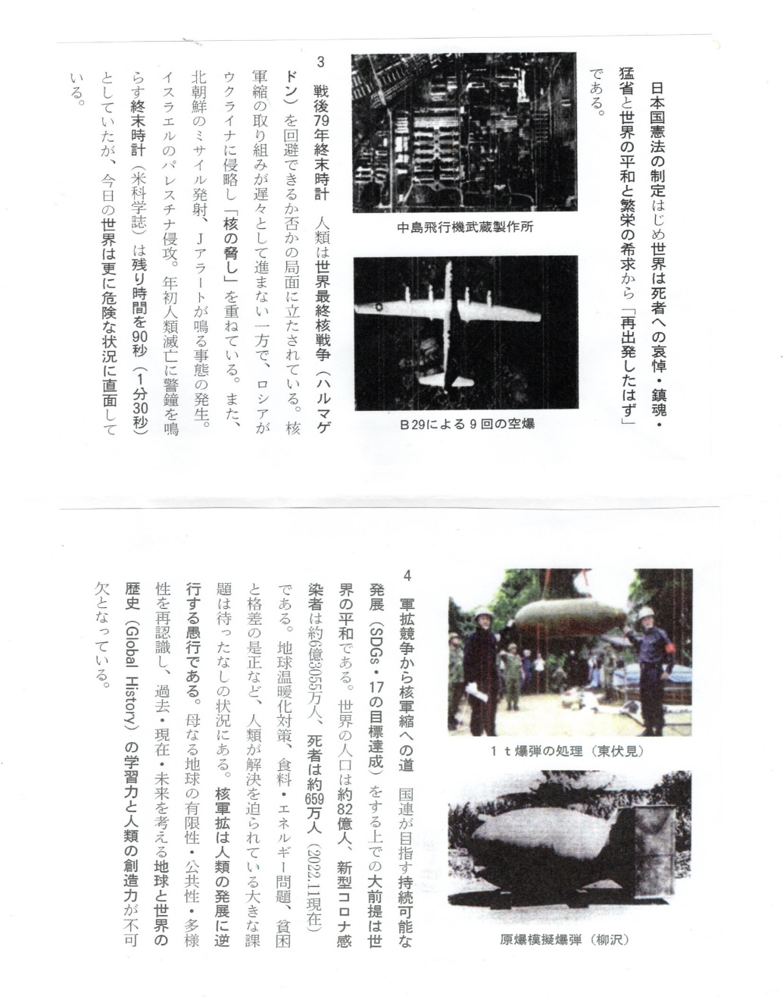 日本国憲法の制定はじめ世界は死者への哀悼・鎮魂・
猛省と世界の平和と繁栄の希求から「再出発したはず」
である。
中島飛行機武蔵製作所
B29による9回の空爆
3　戦後79年終末時計　人類は世界最終核戦争（ハルマゲ
ドン）を回避できるか否かの局面に立たされている。核
軍縮の取り組みが遅々として進まない一方で、ロシアが
ウクライナに侵略し「核の脅し」を重ねている。また、
北朝鮮のミサイル発射、Jアラートが鳴る事態の発生。
イスラエルのパレスチナ侵攻。年初人類滅亡に警鐘を鳴
らす終末時計（米科学誌）は残り時間を90秒（1分30秒）
としていたが、今日の世界は更に危険な状況に直面して
いる。
1t爆弾の処理（東伏見）
原爆模擬爆弾（柳沢）
4　軍拡競争から核軍縮への道　国連が目指す持続可能な
発展（SDGs・17の目標達成）をする上での大前提は世
界の平和である。世界の人口は約82億人、新型コロナ感
染者は約6億3055万人、死者は約659万人（2022.11現在）
である。地球温暖化対策、食料・エネルギー問題、貧困
と格差の是正など、人類が解決を迫られている大きな課
題は待ったなしの状況にある。核軍拡は人類の発展に逆
行する愚行である。母なる地球の有限性・公共性・多様
性を再認識し、過去・現在・未来を考える地球と世界の
歴史（Global History）の学習力と人類の創造力が不可
欠となっている。